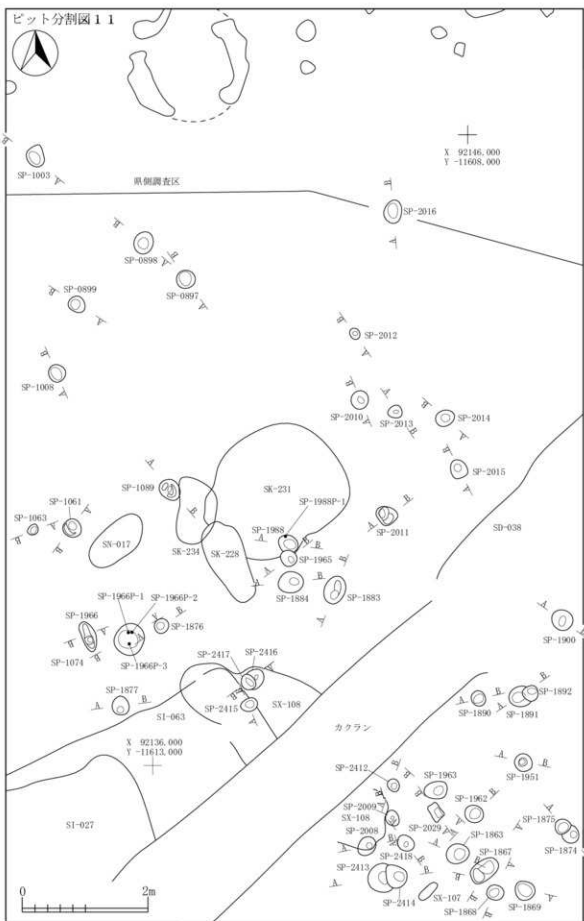 ピット分割図11
X 92146.000
Y -11608.000
SP-1003
県側調査区
SP-2016
SP-0898
SP-0897
SP-0899
SP-2012
SP-1008
SP-2010
SP-2013
SP-2014
SP-2015
SP-1089
SK-231
SP-1061
SP-1988P-1
SP-1063
SP-1988
SP-2011
SD-038
SN-017
SK-234
SK-228
SP-1965
SP-1884
SP-1883
SP-1966P-1
SP-1966P-2
SP-1966
SP-1876
SP-1900
SP-1074
SP-1966P-3
SP-2417
SP-2416
SP-1877
SP-2415
SX-108
SP-1892
SP-1890
SP-1891
SI-063
カクラン
X 92136.000
Y -11613.000
SP-2412
SP-1963
SP-1951
SP-2009
SX-108
SP-1962
SP-2029
SP-1875
SI-027
SP-2008
SP-1863
SP-1874
SP-2418
SP-1867
SP-2413
SP-2414
SX-107
SP-1868
SP-1869
0
2m